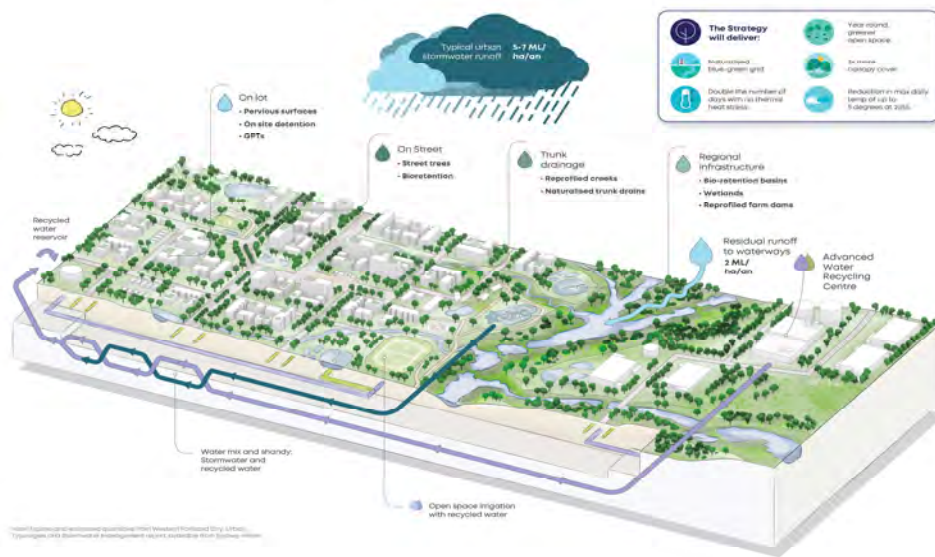 Typical urban
stormwater runoff
5-7 ML/
ha/an
The Strategy
will deliver:
blue-green grid
Double the number of
days with no thermal
heat stress
Year round,
greener
open space
canopy cover
Reduction in max daily
temp of up to
On lot
• Pervious surfaces
• On site detention
• GPTs
On Street
• Street trees
• Bioretention
Trunk
drainage
• Reprofiled creeks
• Naturalised trunk drains
Regional
infrastructure
• Bio-retention basins
• Wetlands
• Reprofiled farm dams
Recycled
water
reservoir
Residual runoff
to waterways
2 ML/
ha/an
Advanced
Water
Recycling
Centre
Water mix and shandy:
Stormwater and
recycled water
Open space irrigation
with recycled water